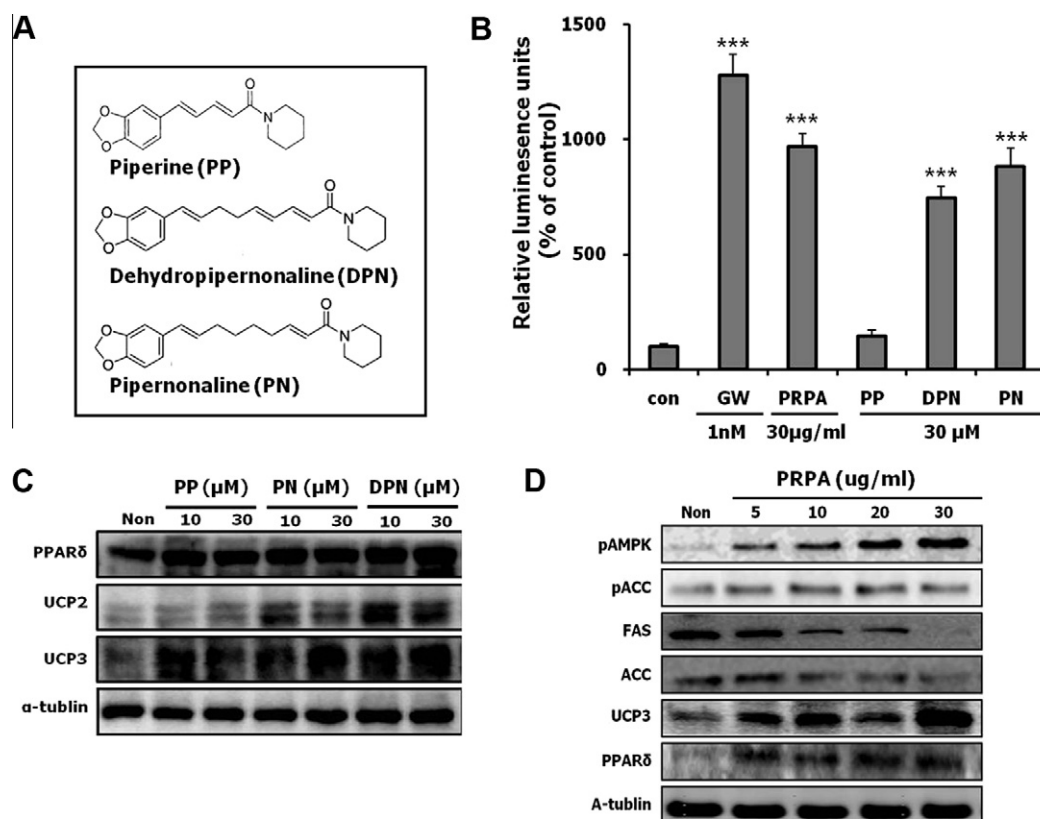 A
O
O
O
N
Piperine (PP)
O
O
O
N
Dehydropipernonaline (DPN)
O
O
O
N
Pipernonaline (PN)
B
Relative luminesence units
(% of control)
1500
1000
500
0
***
***
***
***
con GW PRPA PP DPN PN
1nM 30μg/ml 30 μM
C
PP (μM) PN (μM) DPN (μM)
Non 10 30 10 30 10 30
PPARδ
UCP2
UCP3
α-tublin
D
PRPA (ug/ml)
Non 5 10 20 30
pAMPK
pACC
FAS
ACC
UCP3
PPARδ
A-tublin